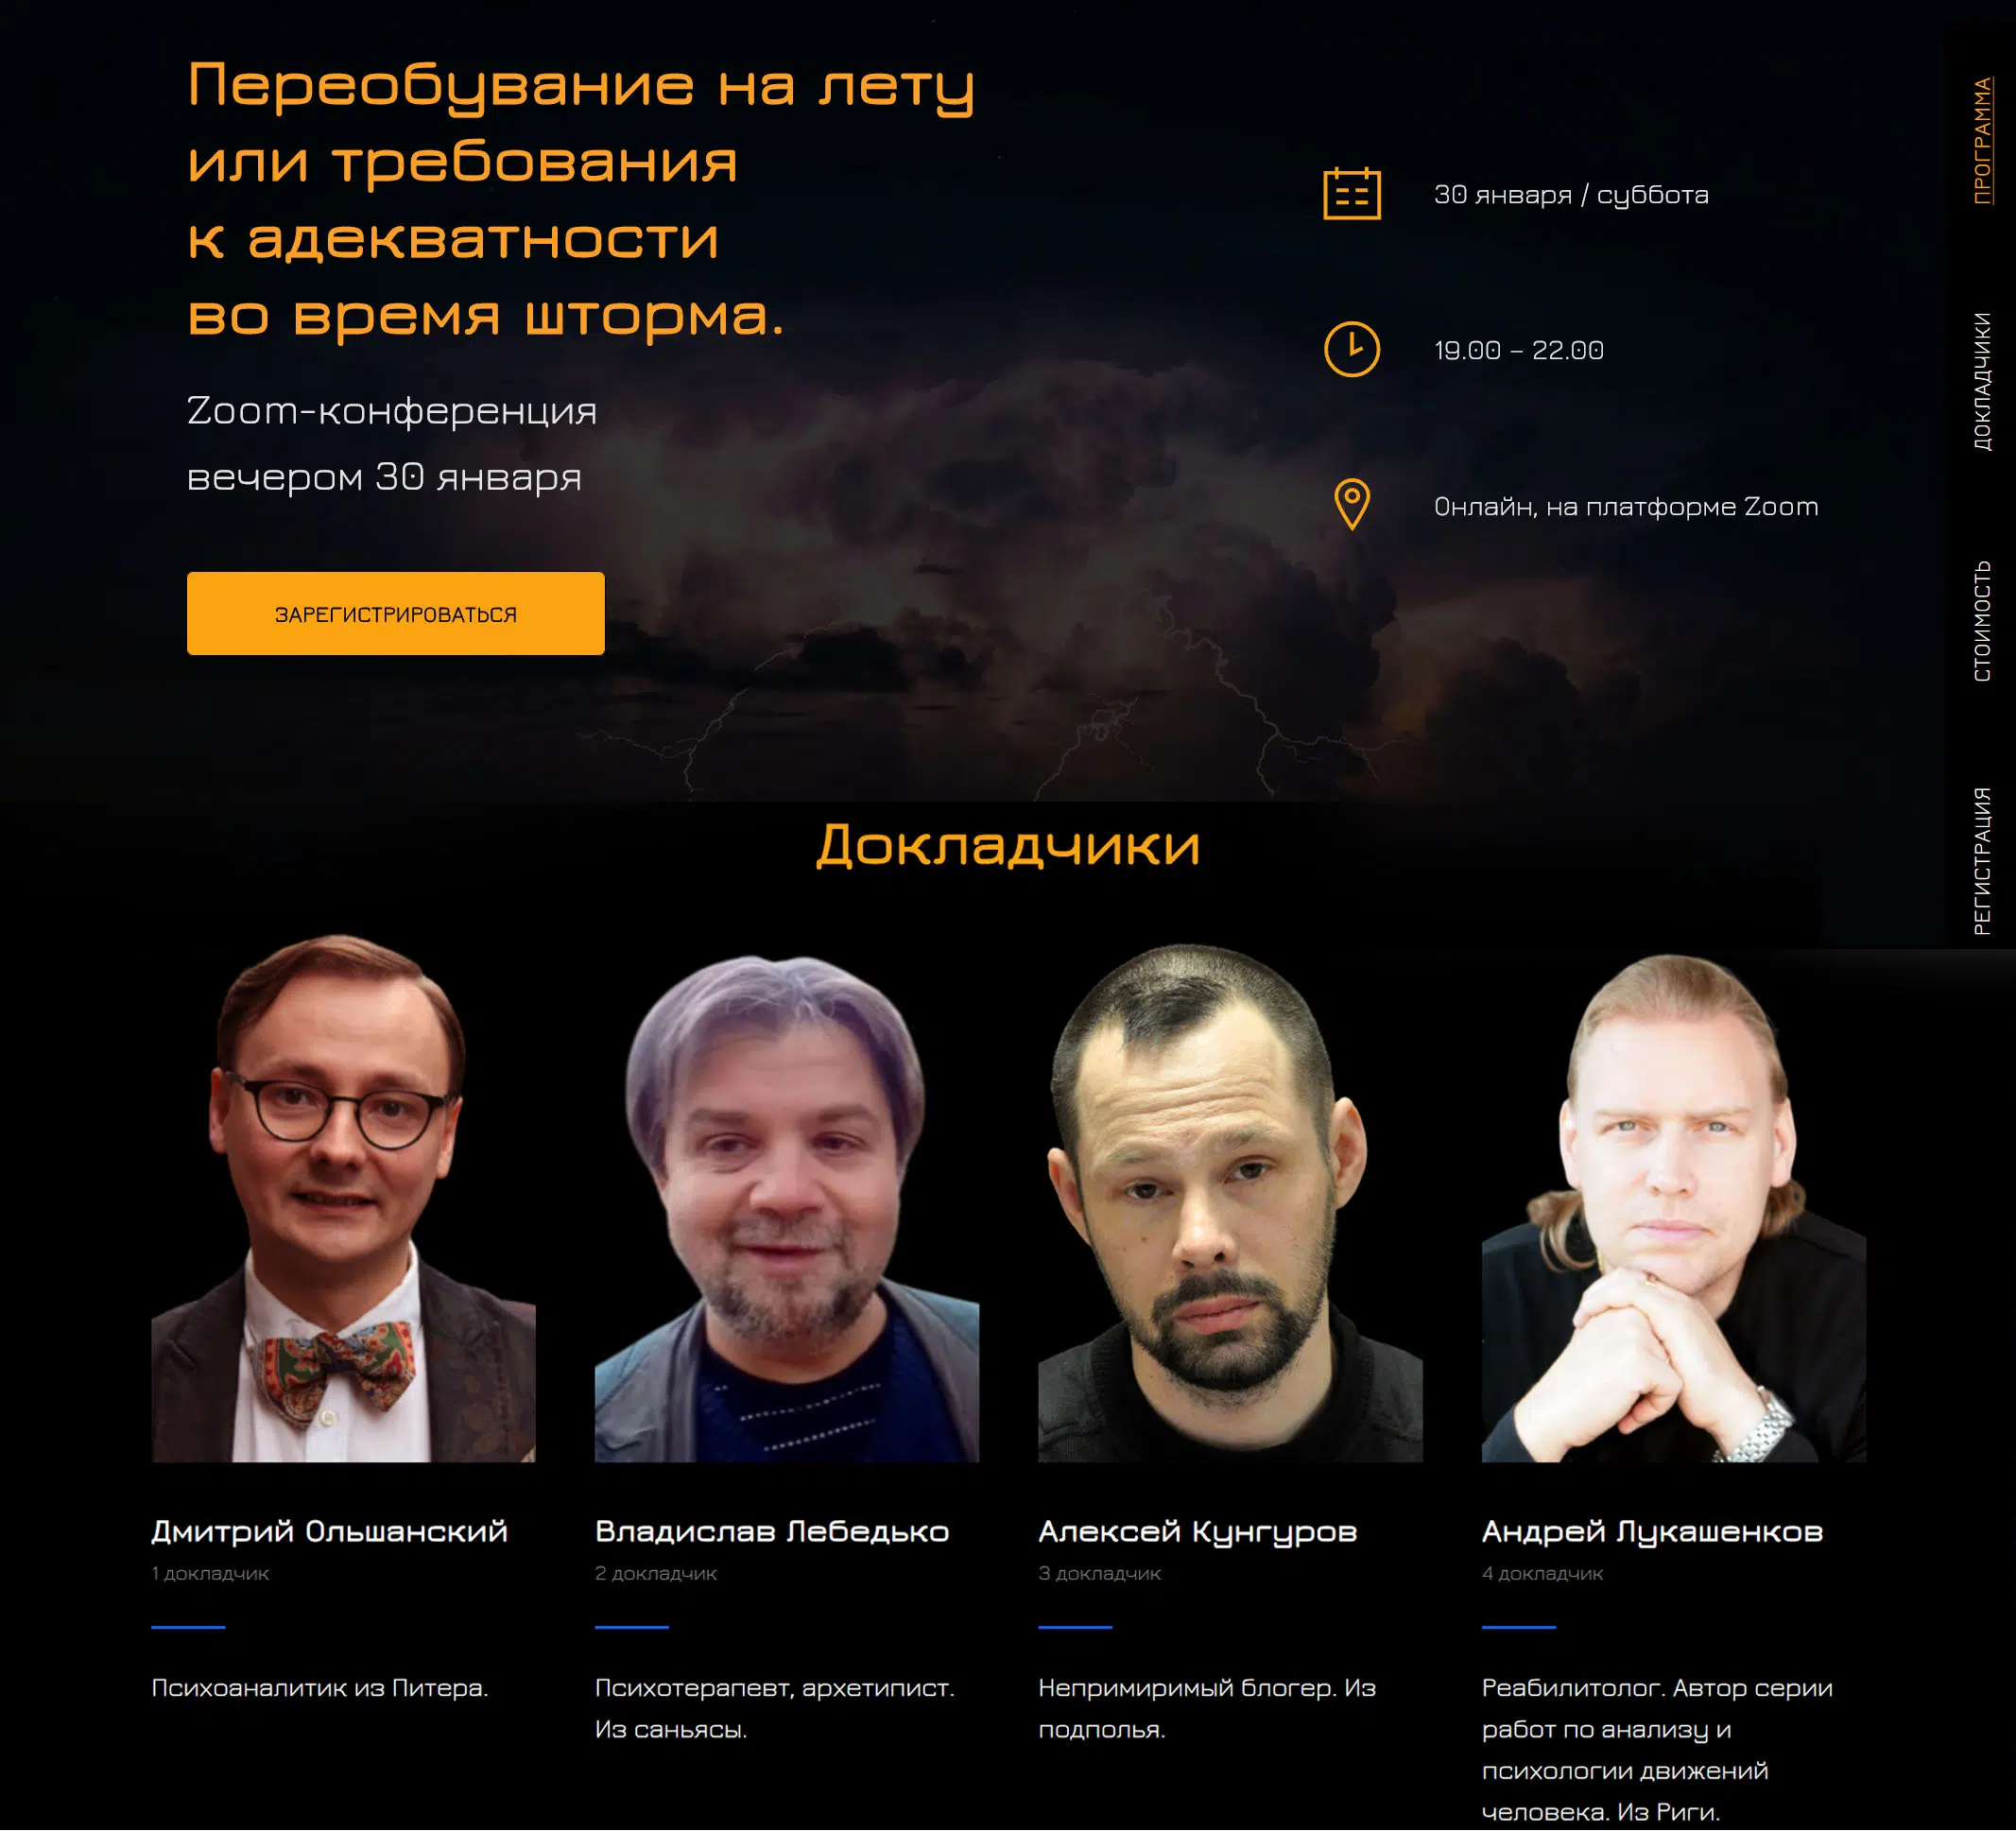 Переобувание на лету
или требования
к адекватности
во время шторма.
Zoom-конференция
вечером 30 января
ЗАРЕГИСТРИРОВАТЬСЯ
30 января / суббота
19.00 – 22.00
Онлайн, на платформе Zoom
ПРОГРАММА
ДОКЛАДЧИКИ
СТОИМОСТЬ
РЕГИСТРАЦИЯ
Докладчики
Дмитрий Ольшанский
1 докладчик
Психоаналитик из Питера.
Владислав Лебедько
2 докладчик
Психотерапевт, архетипист.
Из саньясы.
Алексей Кунгуров
3 докладчик
Непримиримый блогер. Из
подполья.
Андрей Лукашенков
4 докладчик
Реабилитолог. Автор серии
работ по анализу и
психологии движений
человека. Из Риги.